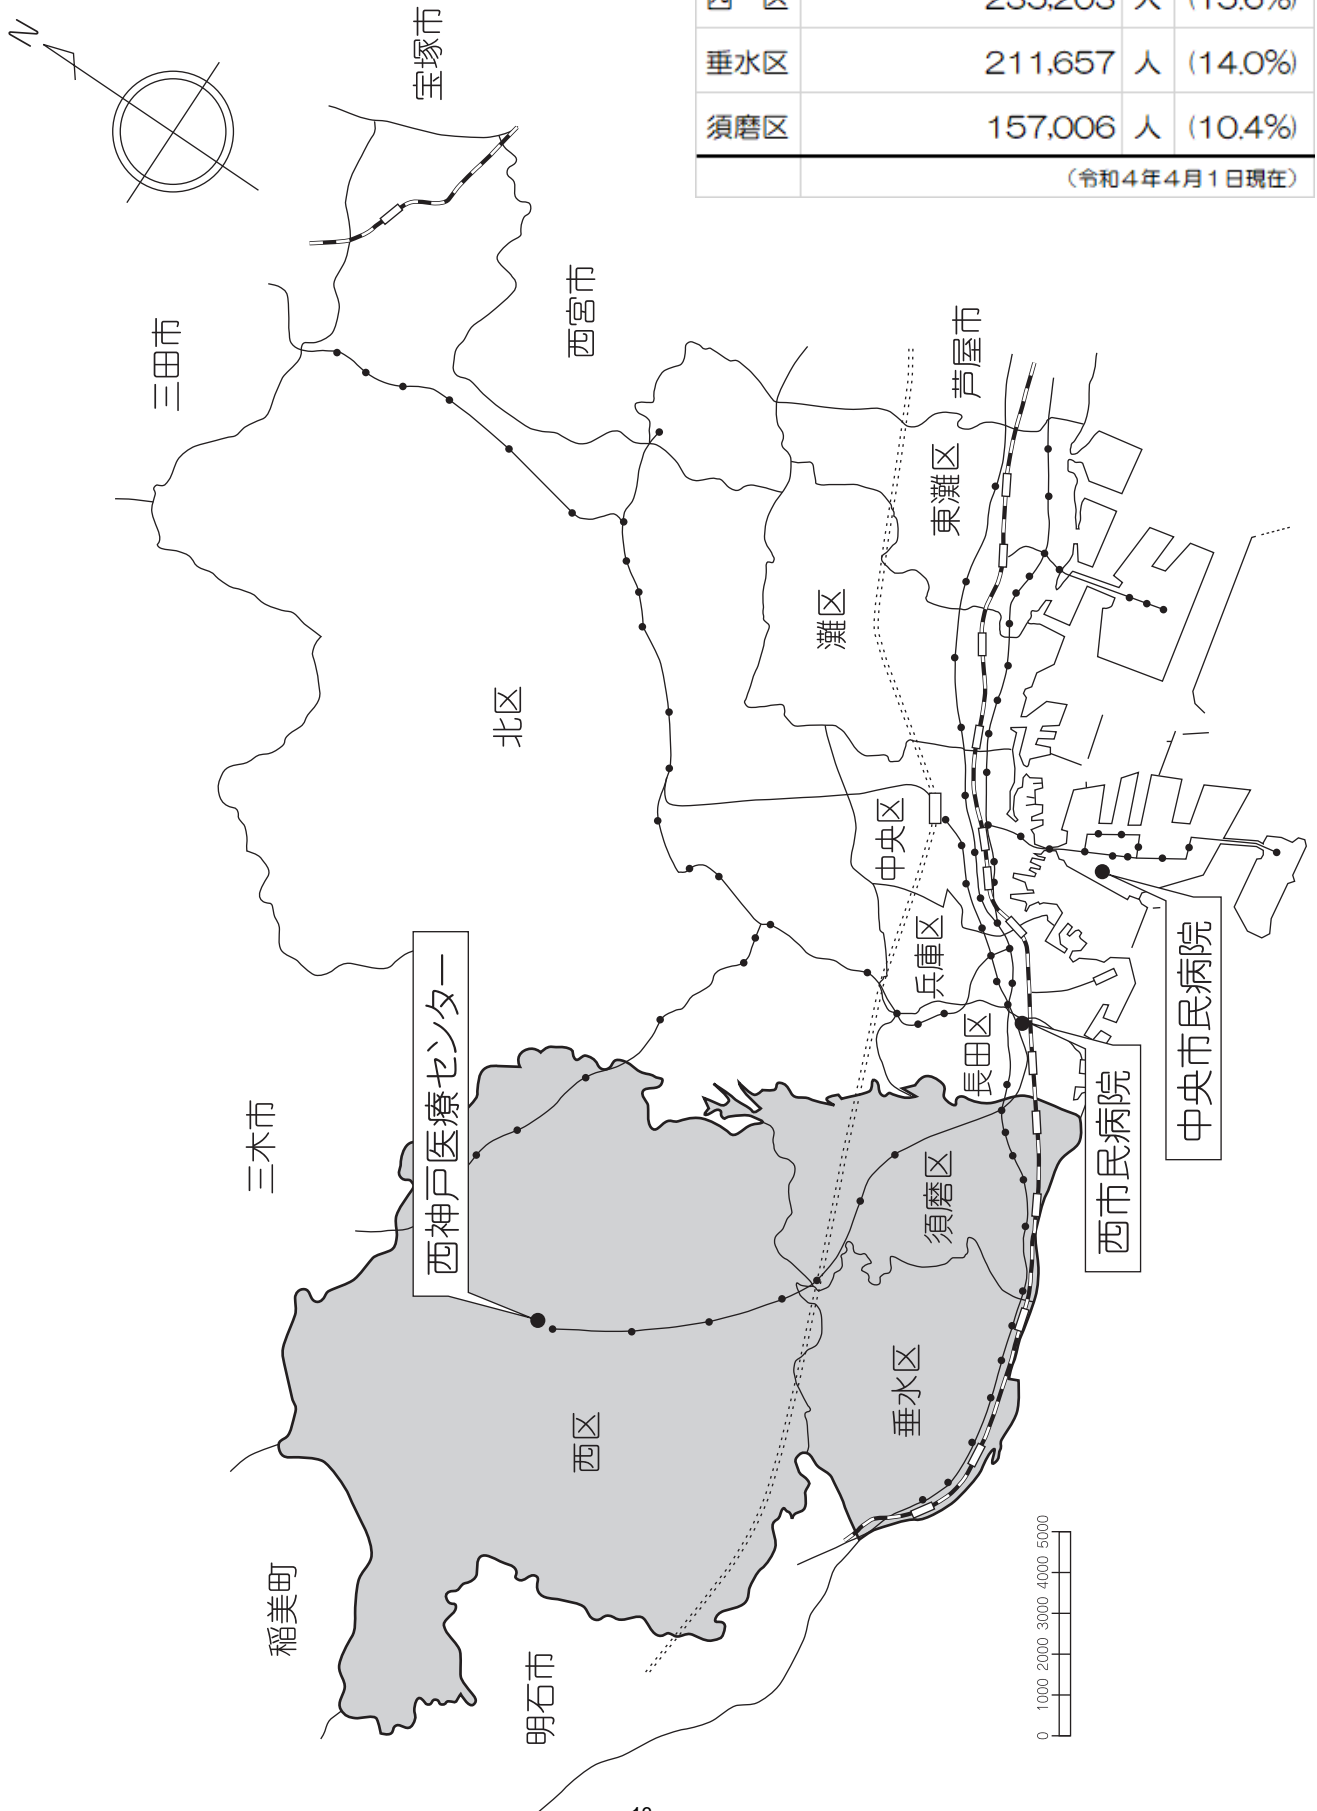 垂水区 211,657 人 (14.0%)
須磨区 157,006 人 (10.4%)
(令和4年4月1日現在)
N
宝塚市
三田市
西宮市
芦屋市
東灘区
灘区
北区
中央区
兵庫区
長田区
西神戸医療センター
中央市民病院
西市民病院
三木市
須磨区
垂水区
西区
稲美町
明石市
0 1000 2000 3000 4000 5000